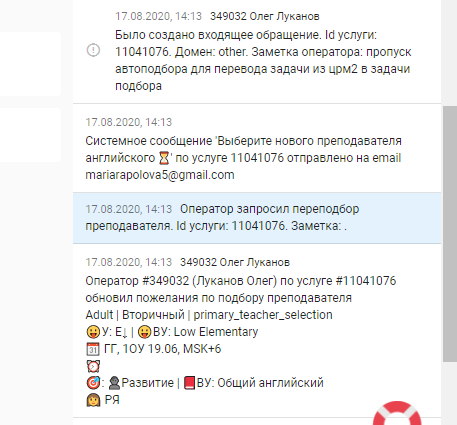 17.08.2020, 14:13 349032 Олег Луканов
Было создано входящее обращение. Id услуги:
11041076. Домен: other. Заметка оператора: пропуск
автоподбора для перевода задачи из црм2 в задачи
подбора
17.08.2020, 14:13
Системное сообщение 'Выберите нового преподавателя
английского ⏳' по услуге 11041076 отправлено на email
mariarapolova5@gmail.com
17.08.2020, 14:13 Оператор запросил переподбор
преподавателя. Id услуги: 11041076. Заметка: .
17.08.2020, 14:13 349032 Олег Луканов
Оператор #349032 (Луканов Олег) по услуге #11041076
обновил пожелания по подбору преподавателя
Adult | Вторичный | primary_teacher_selection
😛У: E↓ | 😛ВУ: Low Elementary
📅 ГГ, 1ОУ 19.06, MSK+6
⏰
🎯: 👤Развитие | 📕ВУ: Общий английский
👩 РЯ